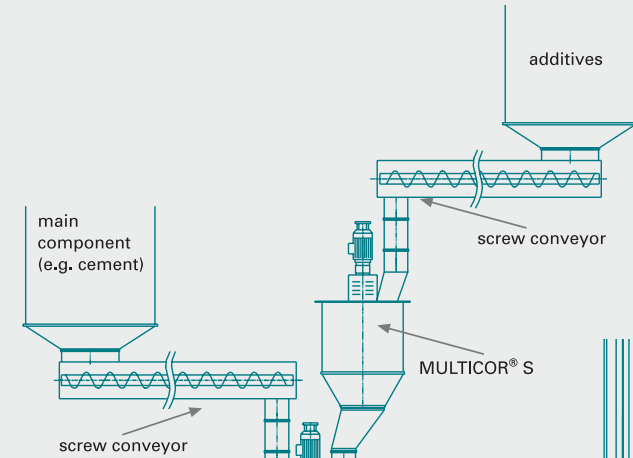 additives
main
component
(e.g. cement)
screw conveyor
MULTICOR® S
screw conveyor